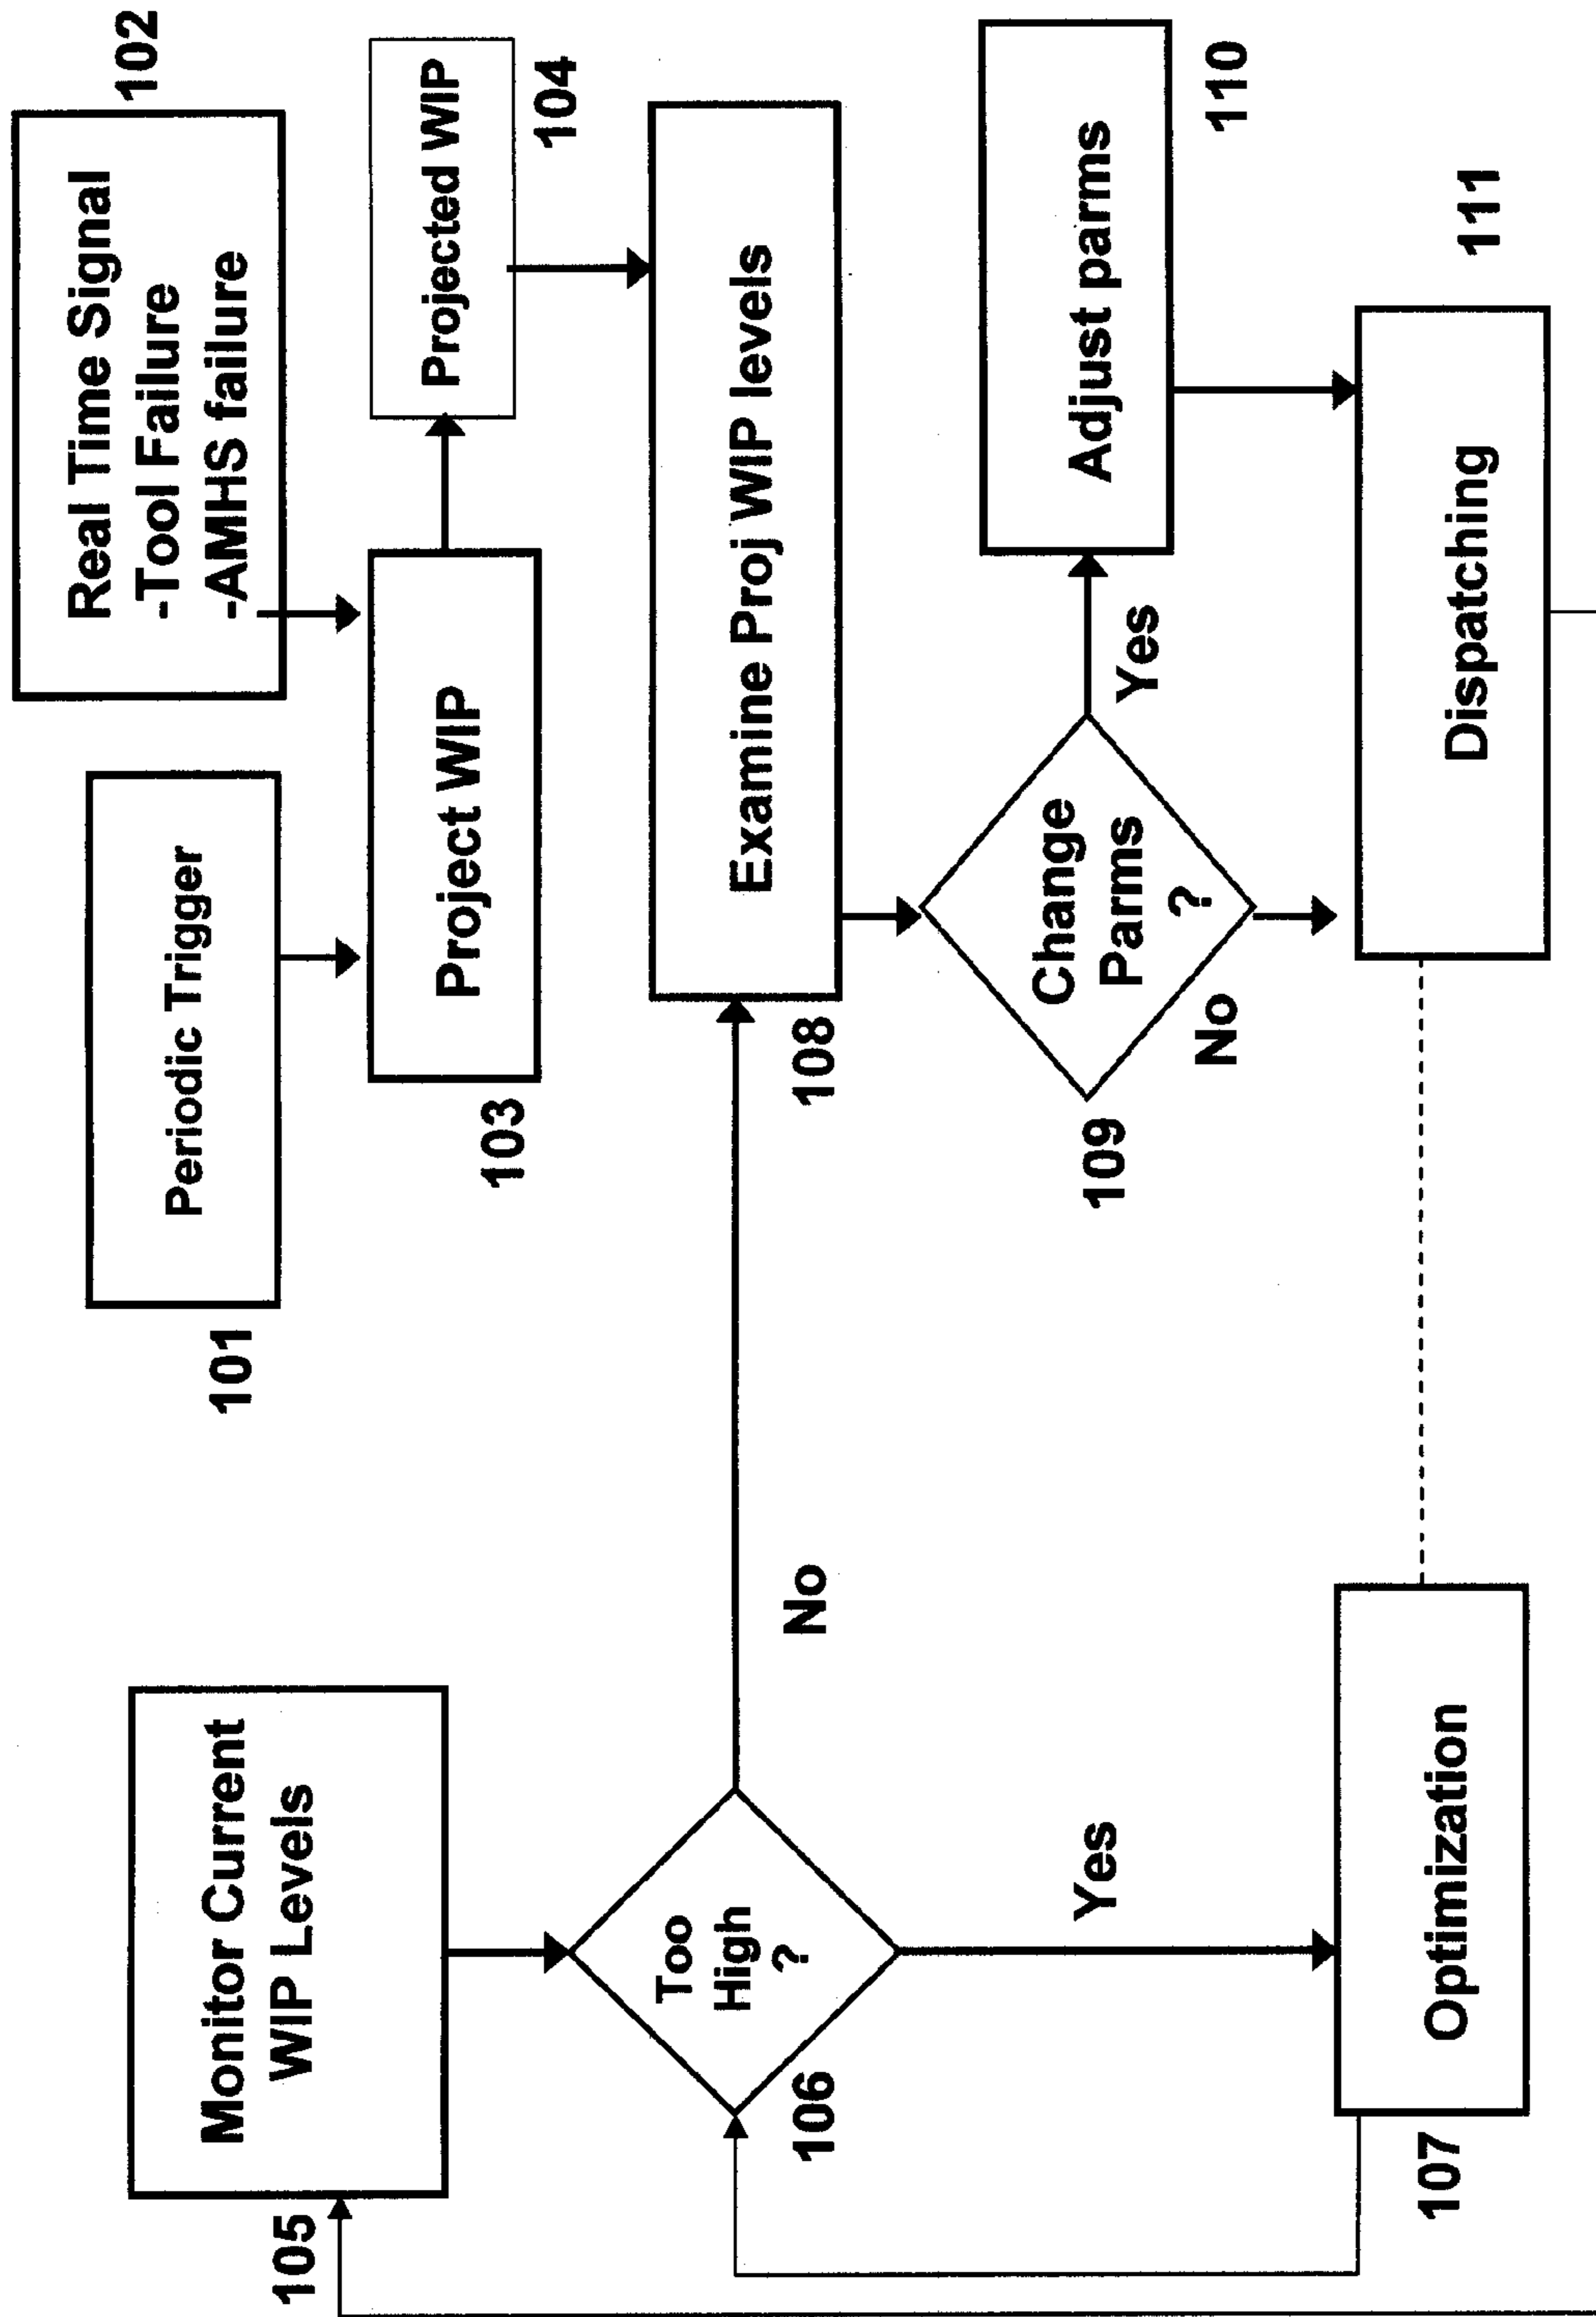 101
Periodic Trigger
Real Time Signal
-Tool Failure
-AMHS failure
102
103
Project WIP
Projected WIP
104
105
Monitor Current
WIP Levels
Too
High
?
106
No
Yes
Examine Proj WIP levels
108
109
Change
Parms
?
Yes
No
Adjust parms
110
107
Optimization
Dispatching
111